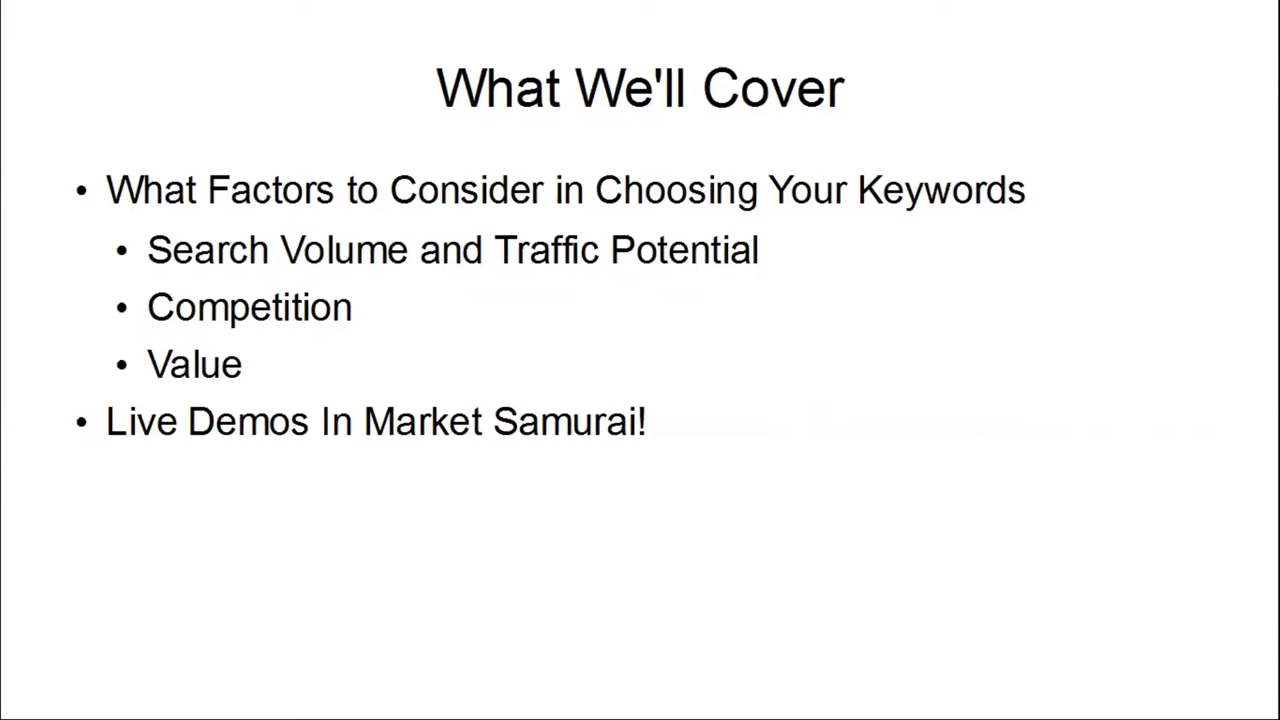 What We'll Cover
• What Factors to Consider in Choosing Your Keywords
• Search Volume and Traffic Potential
• Competition
• Value
• Live Demos In Market Samurai!